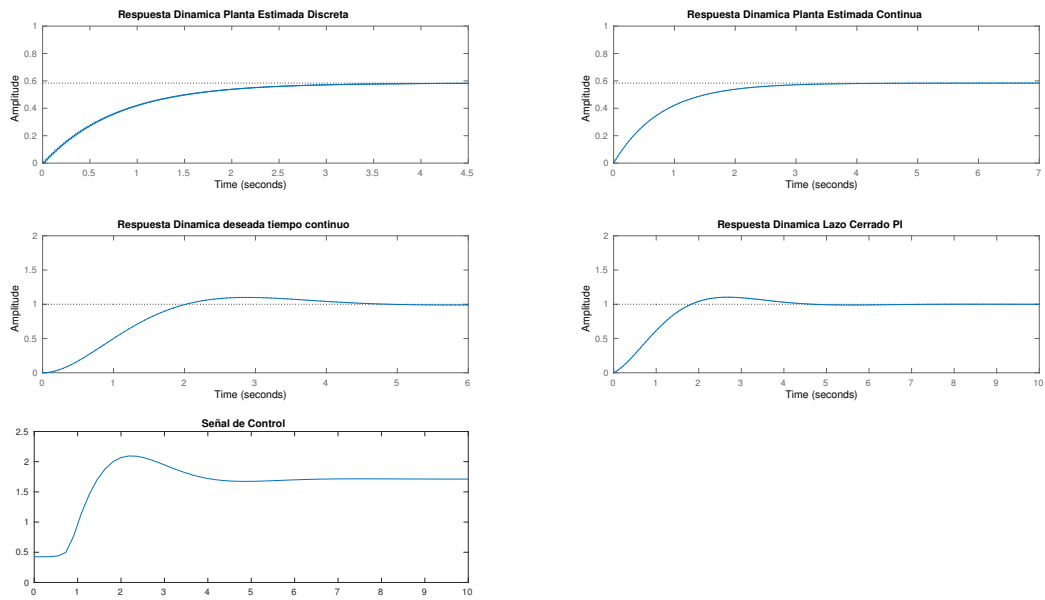 Respuesta Dinamica Planta Estimada Discreta
1
0.8
0.6
0.4
0.2
0
Amplitude
0 0.5 1 1.5 2 2.5 3 3.5 4 4.5
Time (seconds)
Respuesta Dinamica Planta Estimada Continua
1
0.8
0.6
0.4
0.2
0
Amplitude
0 1 2 3 4 5 6 7
Time (seconds)
Respuesta Dinamica deseada tiempo continuo
2
1.5
1
0.5
0
Amplitude
0 1 2 3 4 5 6
Time (seconds)
Respuesta Dinamica Lazo Cerrado PI
2
1.5
1
0.5
0
Amplitude
0 1 2 3 4 5 6 7 8 9 10
Time (seconds)
Señal de Control
2.5
2
1.5
1
0.5
0
0 1 2 3 4 5 6 7 8 9 10